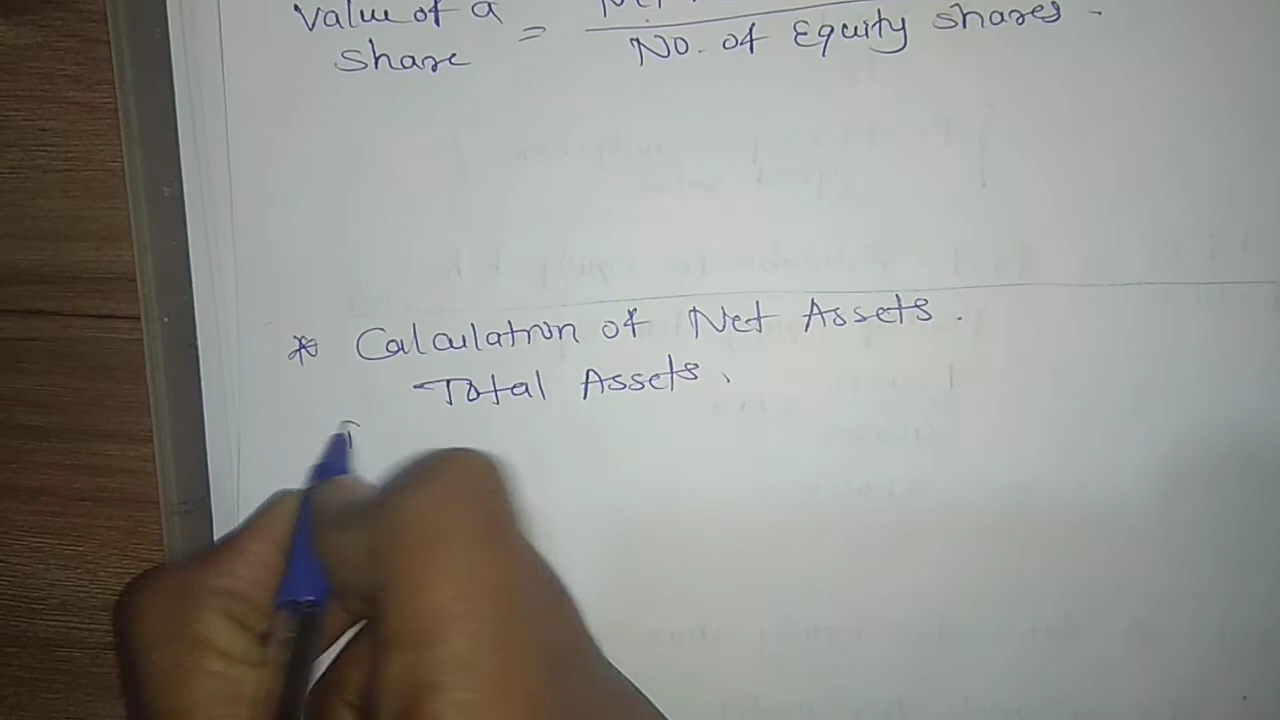 Value of a
Share
=
No. of Equity shares.
* Calculation of Net Assets.
Total Assets.